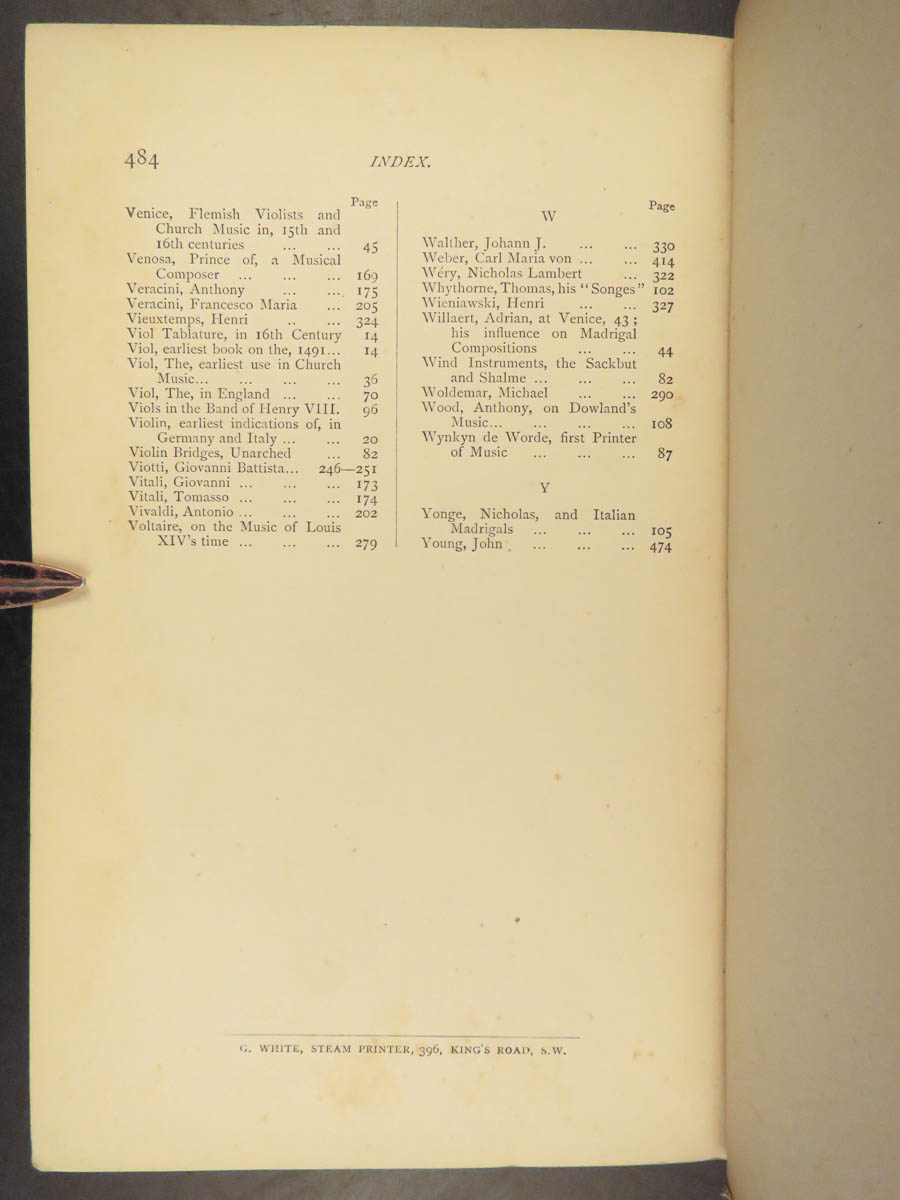 484
INDEX.
Page
Venice, Flemish Violists and
Church Music in, 15th and
16th centuries ... ... 45
Venosa, Prince of, a Musical
Composer ... ... ... 169
Veracini, Anthony ... ... 175
Veracini, Francesco Maria ... 205
Vieuxtemps, Henri .. ... 324
Viol Tablature, in 16th Century 14
Viol, earliest book on the, 1491... 14
Viol, The, earliest use in Church
Music... ... ... ... 36
Viol, The, in England ... ... 70
Viols in the Band of Henry VIII. 96
Violin, earliest indications of, in
Germany and Italy ... ... 20
Violin Bridges, Unarched ... 82
Viotti, Giovanni Battista... 246—251
Vitali, Giovanni ... ... ... 173
Vitali, Tomasso ... ... ... 174
Vivaldi, Antonio ... ... ... 202
Voltaire, on the Music of Louis
XIV's time ... ... ... 279
Page
W
Walther, Johann J. ... ... 330
Weber, Carl Maria von ... ... 414
Wéry, Nicholas Lambert ... 322
Whythorne, Thomas, his "Songes" 102
Wieniawski, Henri ... ... 327
Willaert, Adrian, at Venice, 43 ;
his influence on Madrigal
Compositions ... ... 44
Wind Instruments, the Sackbut
and Shalme ... ... ... 82
Woldemar, Michael ... ... 290
Wood, Anthony, on Dowland's
Music... ... ... ... 108
Wynkyn de Worde, first Printer
of Music ... ... ... 87
Y
Yonge, Nicholas, and Italian
Madrigals ... ... ... 105
Young, John ... ... ... 474
G. WHITE, STEAM PRINTER, 396, KING'S ROAD, S.W.